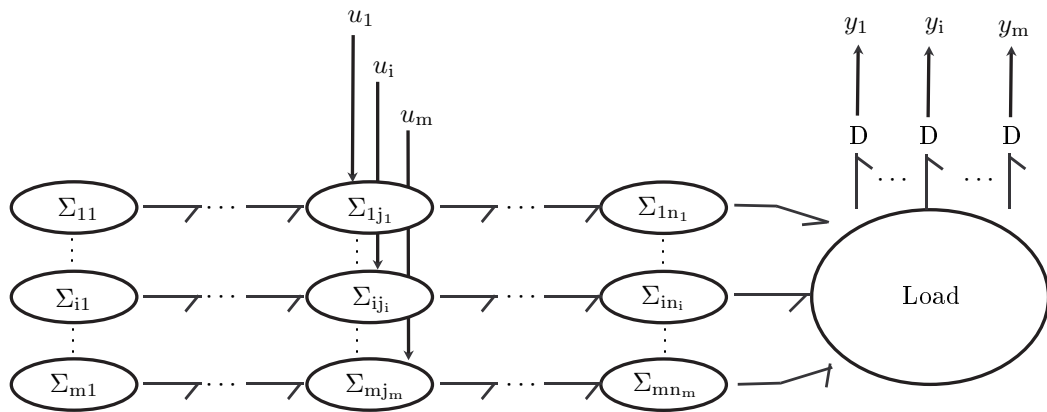 u₁
uᵢ
uₘ
y₁ yᵢ yₘ
D D D
··· ···
Σ₁₁ ··· Σ₁ⱼ₁ ··· Σ₁ₙ₁
Σᵢ₁ ··· Σᵢⱼᵢ ··· Σᵢₙᵢ Load
Σₘ₁ ··· Σₘⱼₘ ··· Σₘₙₘ